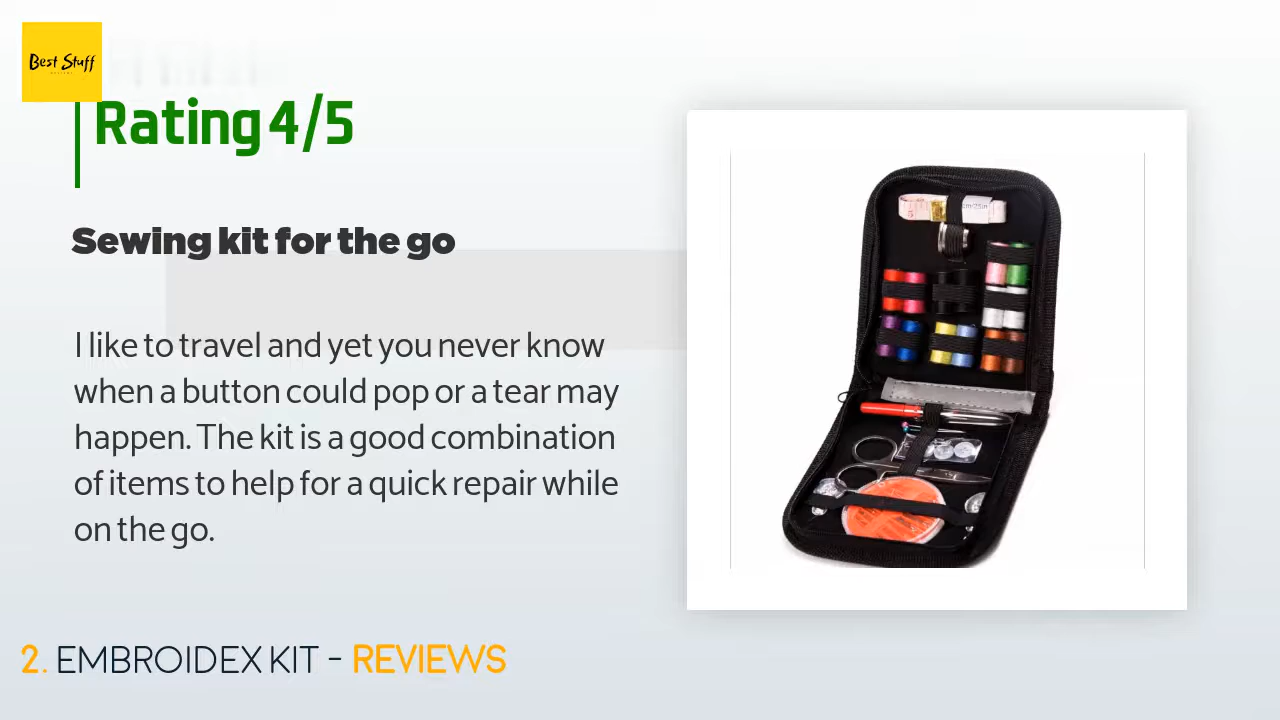 Best Stuff
Rating 4/5
Sewing kit for the go
I like to travel and yet you never know
when a button could pop or a tear may
happen. The kit is a good combination
of items to help for a quick repair while
on the go.
2. EMBROIDEX KIT - REVIEWS